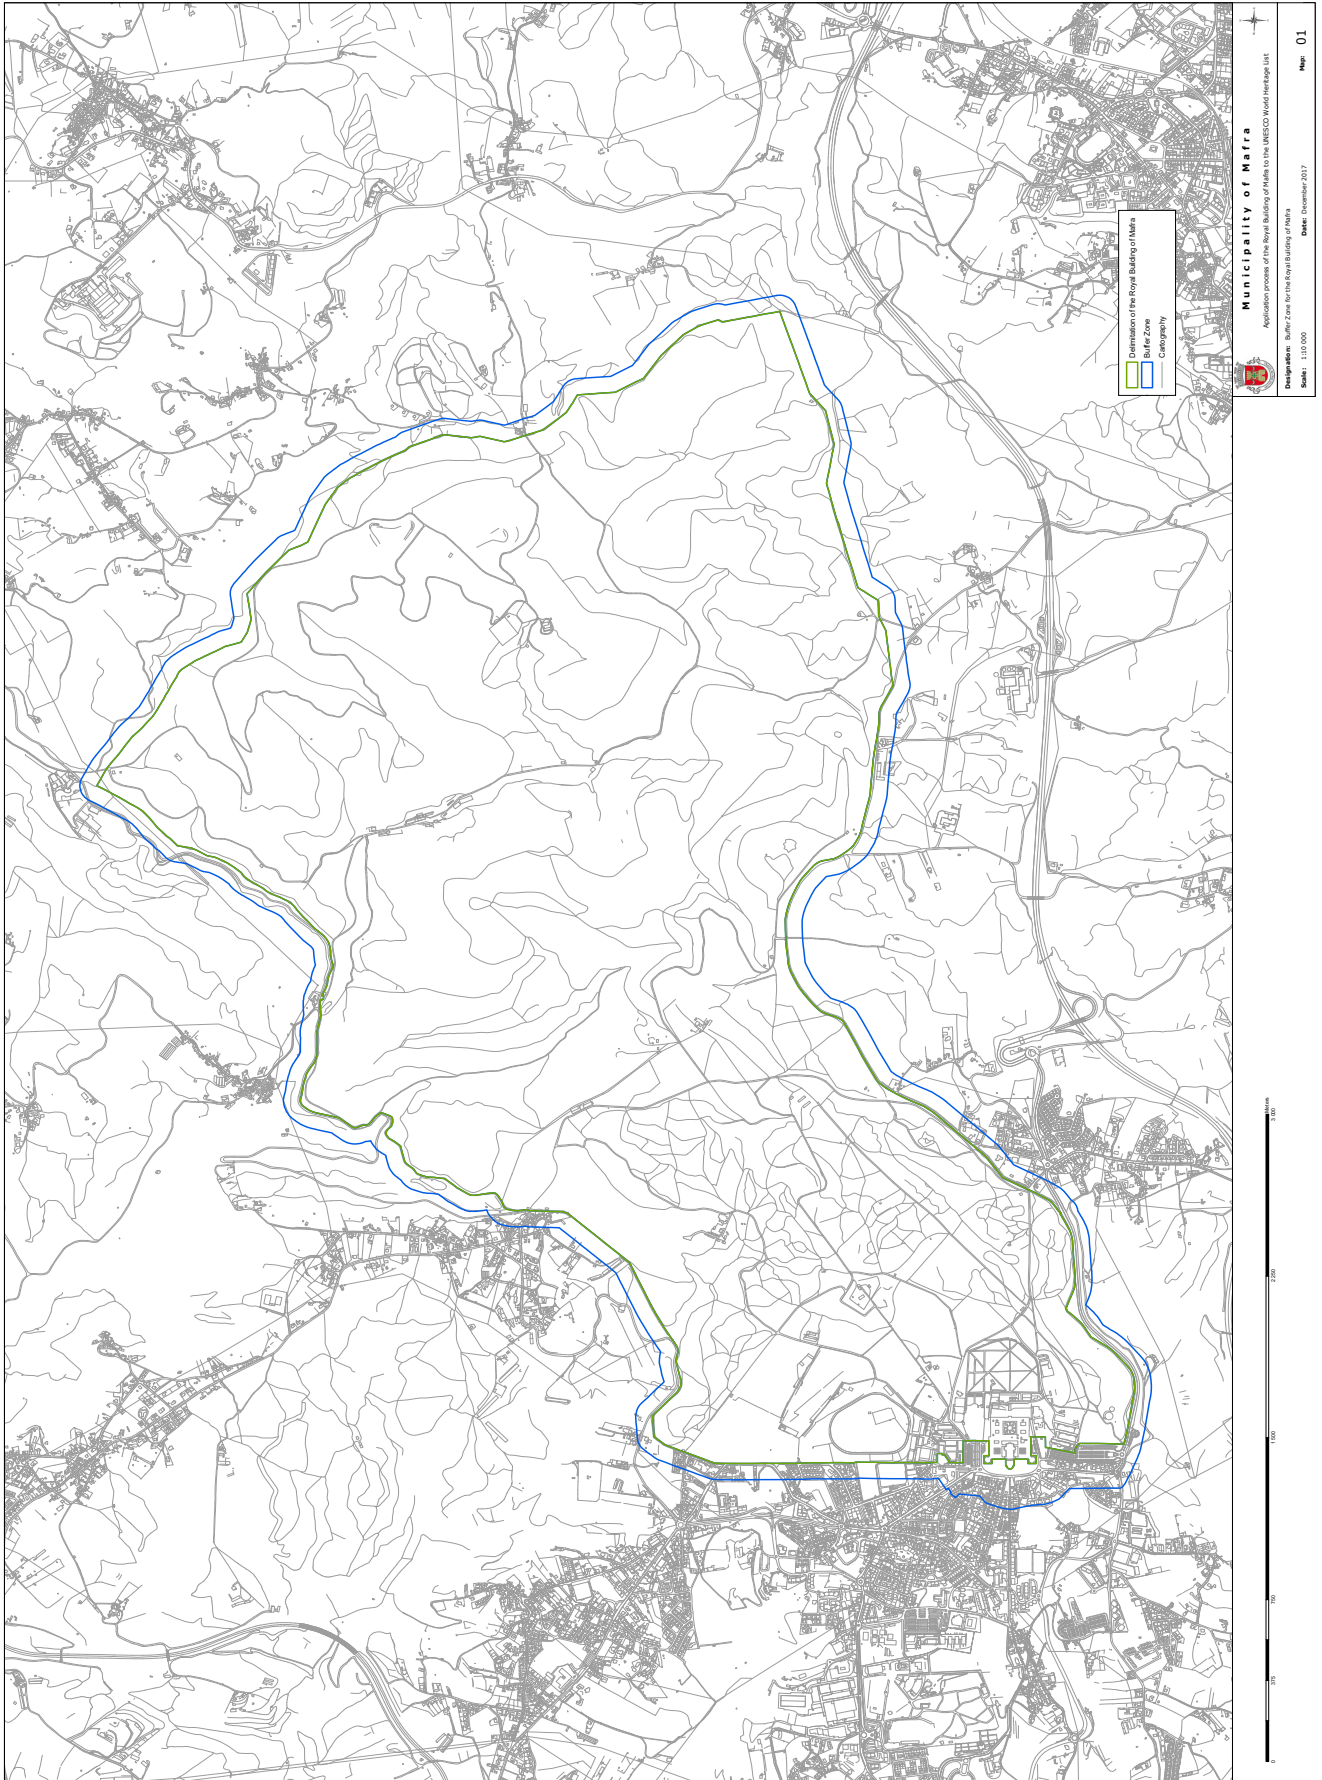 Municipality of Mafra
Application process of the Royal Building of Mafra to the UNESCO World Heritage List
Designation: Buffer Zone for the Royal Building of Mafra
Scale: 1:10 000
Date: December 2017
Map: 01
Delimitation of the Royal Building of Mafra
Buffer Zone
Cartography
0 375 750 1 500 2 250 3 000
Metres